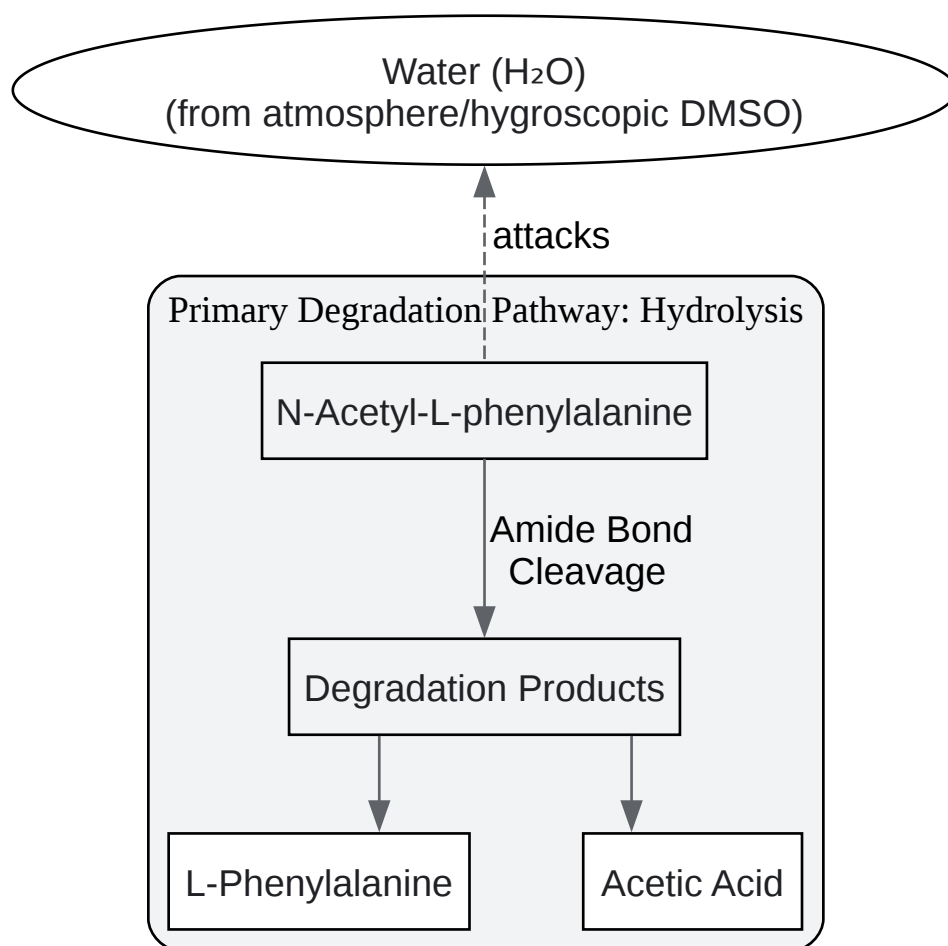 Water (H₂O)
(from atmosphere/hygroscopic DMSO)
attacks
Primary Degradation Pathway: Hydrolysis
N-Acetyl-L-phenylalanine
Amide Bond
Cleavage
Degradation Products
L-Phenylalanine
Acetic Acid